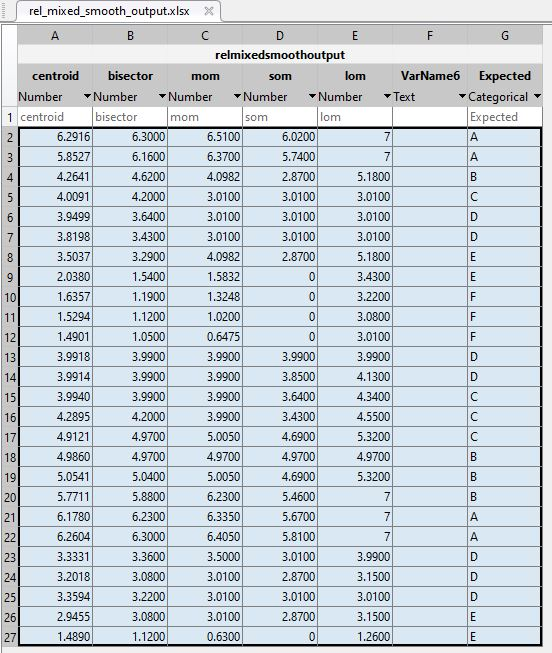 rel_mixed_smooth_output.xlsx
A B C D E F G
relmixedsmoothoutput
centroid bisector mom som lom VarName6 Expected
Number Number Number Number Number Text Categorical
1 centroid bisector mom som lom Expected
2 6.2916 6.3000 6.5100 6.0200 7 A
3 5.8527 6.1600 6.3700 5.7400 7 A
4 4.2641 4.6200 4.0982 2.8700 5.1800 B
5 4.0091 4.2000 3.0100 3.0100 3.0100 C
6 3.9499 3.6400 3.0100 3.0100 3.0100 D
7 3.8198 3.4300 3.0100 3.0100 3.0100 D
8 3.5037 3.2900 4.0982 2.8700 5.1800 E
9 2.0380 1.5400 1.5832 0 3.4300 E
10 1.6357 1.1900 1.3248 0 3.2200 F
11 1.5294 1.1200 1.0200 0 3.0800 F
12 1.4901 1.0500 0.6475 0 3.0100 F
13 3.9918 3.9900 3.9900 3.9900 3.9900 D
14 3.9914 3.9900 3.9900 3.8500 4.1300 D
15 3.9940 3.9900 3.9900 3.6400 4.3400 C
16 4.2895 4.2000 3.9900 3.4300 4.5500 C
17 4.9121 4.9700 5.0050 4.6900 5.3200 C
18 4.9860 4.9700 4.9700 4.9700 4.9700 B
19 5.0541 5.0400 5.0050 4.6900 5.3200 B
20 5.7711 5.8800 6.2300 5.4600 7 B
21 6.1780 6.2300 6.3350 5.6700 7 A
22 6.2604 6.3000 6.4050 5.8100 7 A
23 3.3331 3.3600 3.5000 3.0100 3.9900 D
24 3.2018 3.0800 3.0100 2.8700 3.1500 D
25 3.3594 3.2200 3.0100 3.0100 3.0100 D
26 2.9455 3.0800 3.0100 2.8700 3.1500 E
27 1.4890 1.1200 0.6300 0 1.2600 E